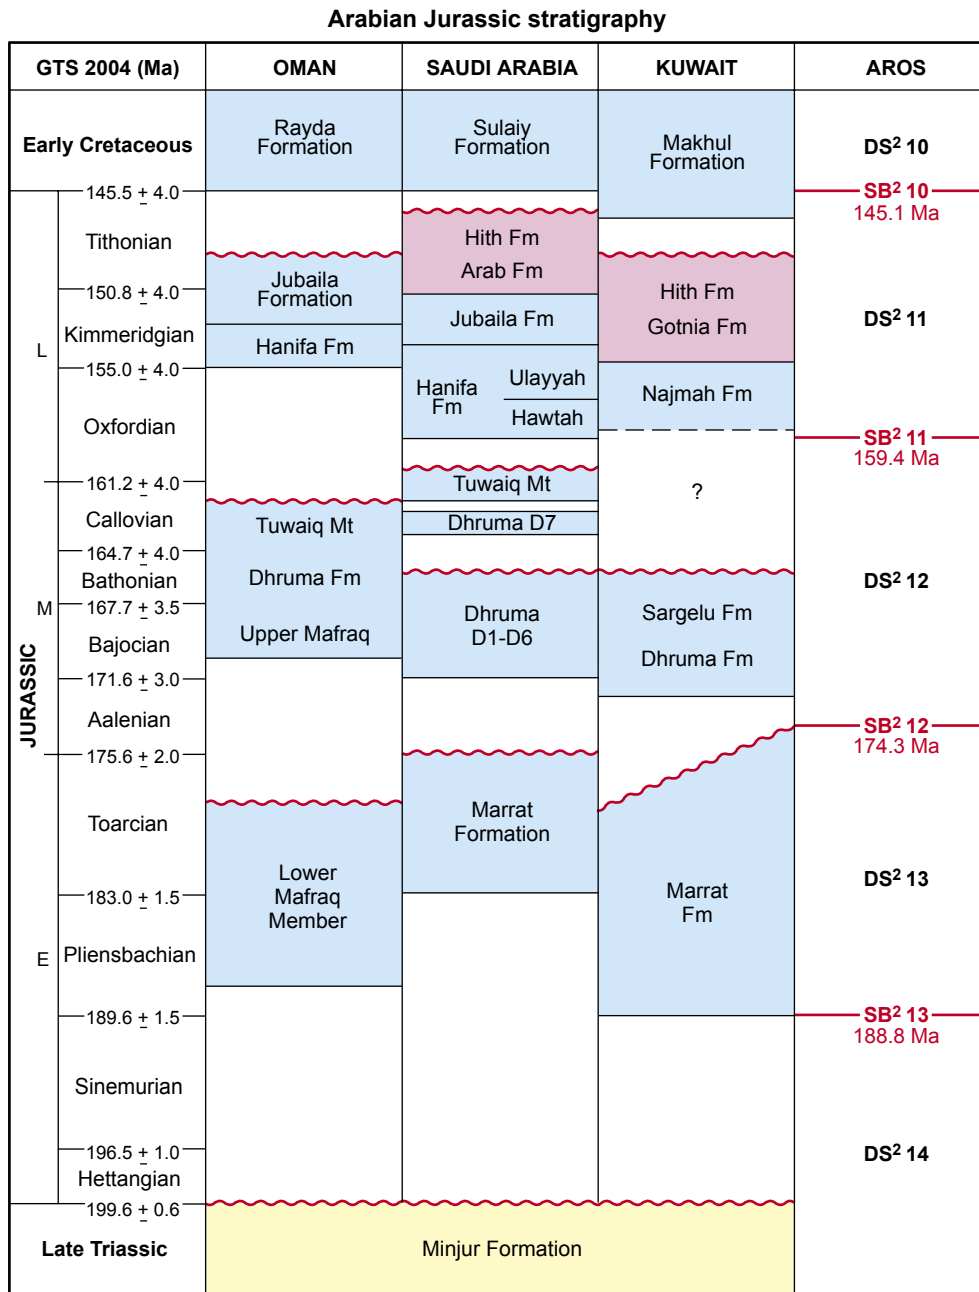 Arabian Jurassic stratigraphy
GTS 2004 (Ma)
OMAN
SAUDI ARABIA
KUWAIT
AROS
Early Cretaceous
Rayda
Formation
Sulaiy
Formation
Makhul
Formation
DS² 10
145.5 ± 4.0
SB² 10
145.1 Ma
JURASSIC
L
Tithonian
Hith Fm
Arab Fm
Jubaila
Formation
150.8 ± 4.0
Hith Fm
Gotnia Fm
DS² 11
Kimmeridgian
Jubaila Fm
Hanifa Fm
155.0 ± 4.0
Hanifa
Fm
Ulayyah
Hawtah
Najmah Fm
Oxfordian
SB² 11
159.4 Ma
161.2 ± 4.0
Tuwaiq Mt
?
Callovian
Tuwaiq Mt
Dhruma D7
164.7 ± 4.0
Bathonian
Dhruma Fm
DS² 12
M
167.7 ± 3.5
Dhruma
D1-D6
Sargelu Fm
Bajocian
Upper Mafraq
Dhruma Fm
171.6 ± 3.0
Aalenian
SB² 12
174.3 Ma
175.6 ± 2.0
Toarcian
Marrat
Formation
Lower
Mafraq
Member
183.0 ± 1.5
Marrat
Fm
DS² 13
E
Pliensbachian
189.6 ± 1.5
SB² 13
188.8 Ma
Sinemurian
196.5 ± 1.0
DS² 14
Hettangian
199.6 ± 0.6
Late Triassic
Minjur Formation